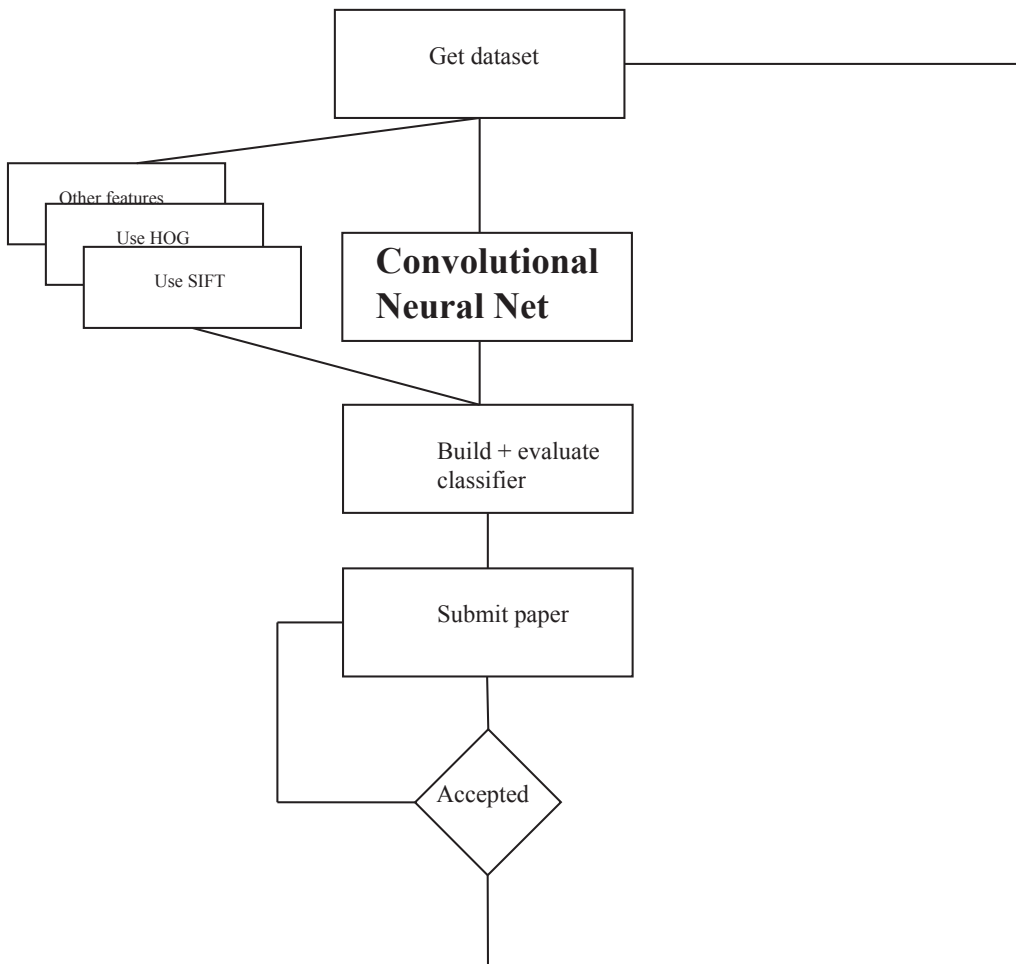 Get dataset
Other features
Use HOG
Use SIFT
Convolutional
Neural Net
Build + evaluate
classifier
Submit paper
Accepted